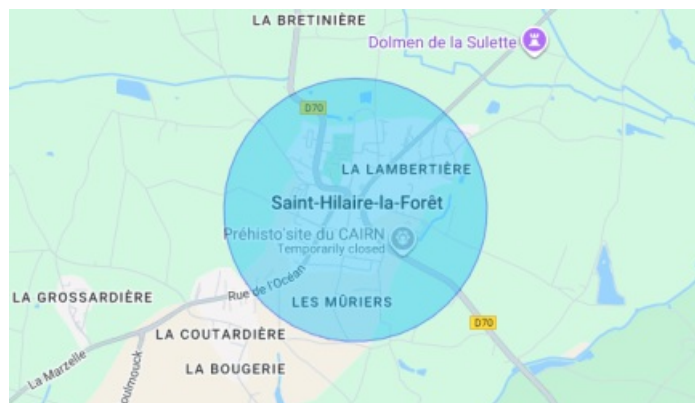 LA BRETINIÈRE
Dolmen de la Sulette
D70
LA LAMBERTIÈRE
Saint-Hilaire-la-Forêt
Préhisto'site du CAIRN
Temporarily closed
Rue de l'Océan
LA GROSSARDIÈRE
LES MÛRIERS
D70
LA COUTARDIÈRE
La Marzelle
LA BOUGERIE
oulmouck